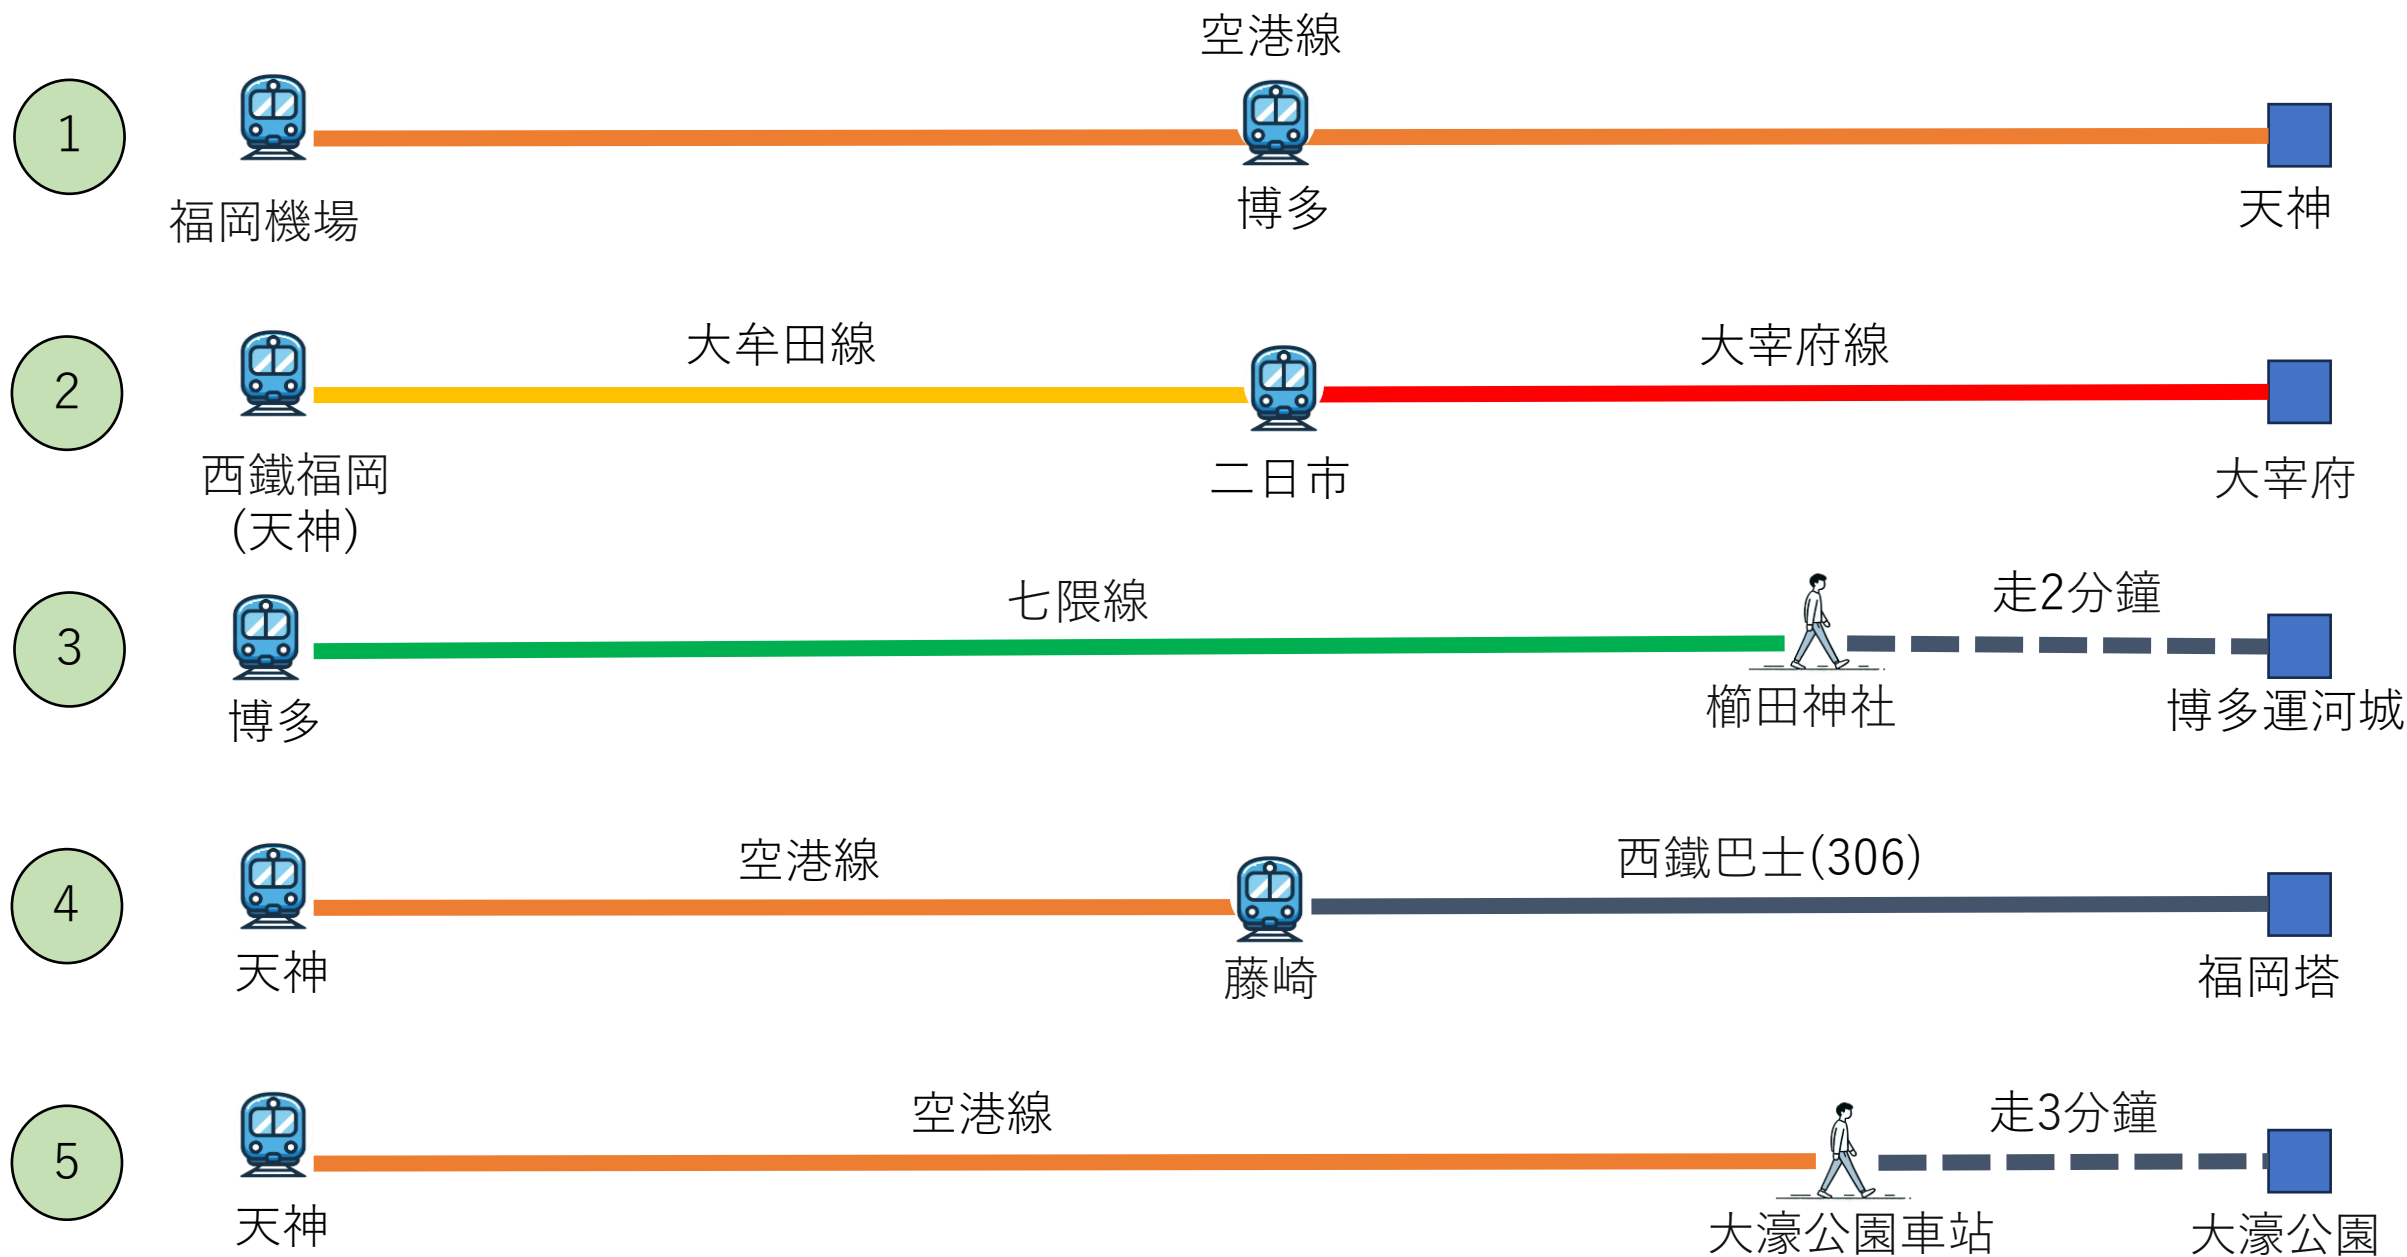 空港線
1
福岡機場
博多
天神
大牟田線
大宰府線
2
西鐵福岡
(天神)
二日市
大宰府
七隈線
走2分鐘
3
博多
櫛田神社
博多運河城
空港線
西鐵巴士(306)
4
天神
藤崎
福岡塔
空港線
走3分鐘
5
天神
大濠公園車站
大濠公園